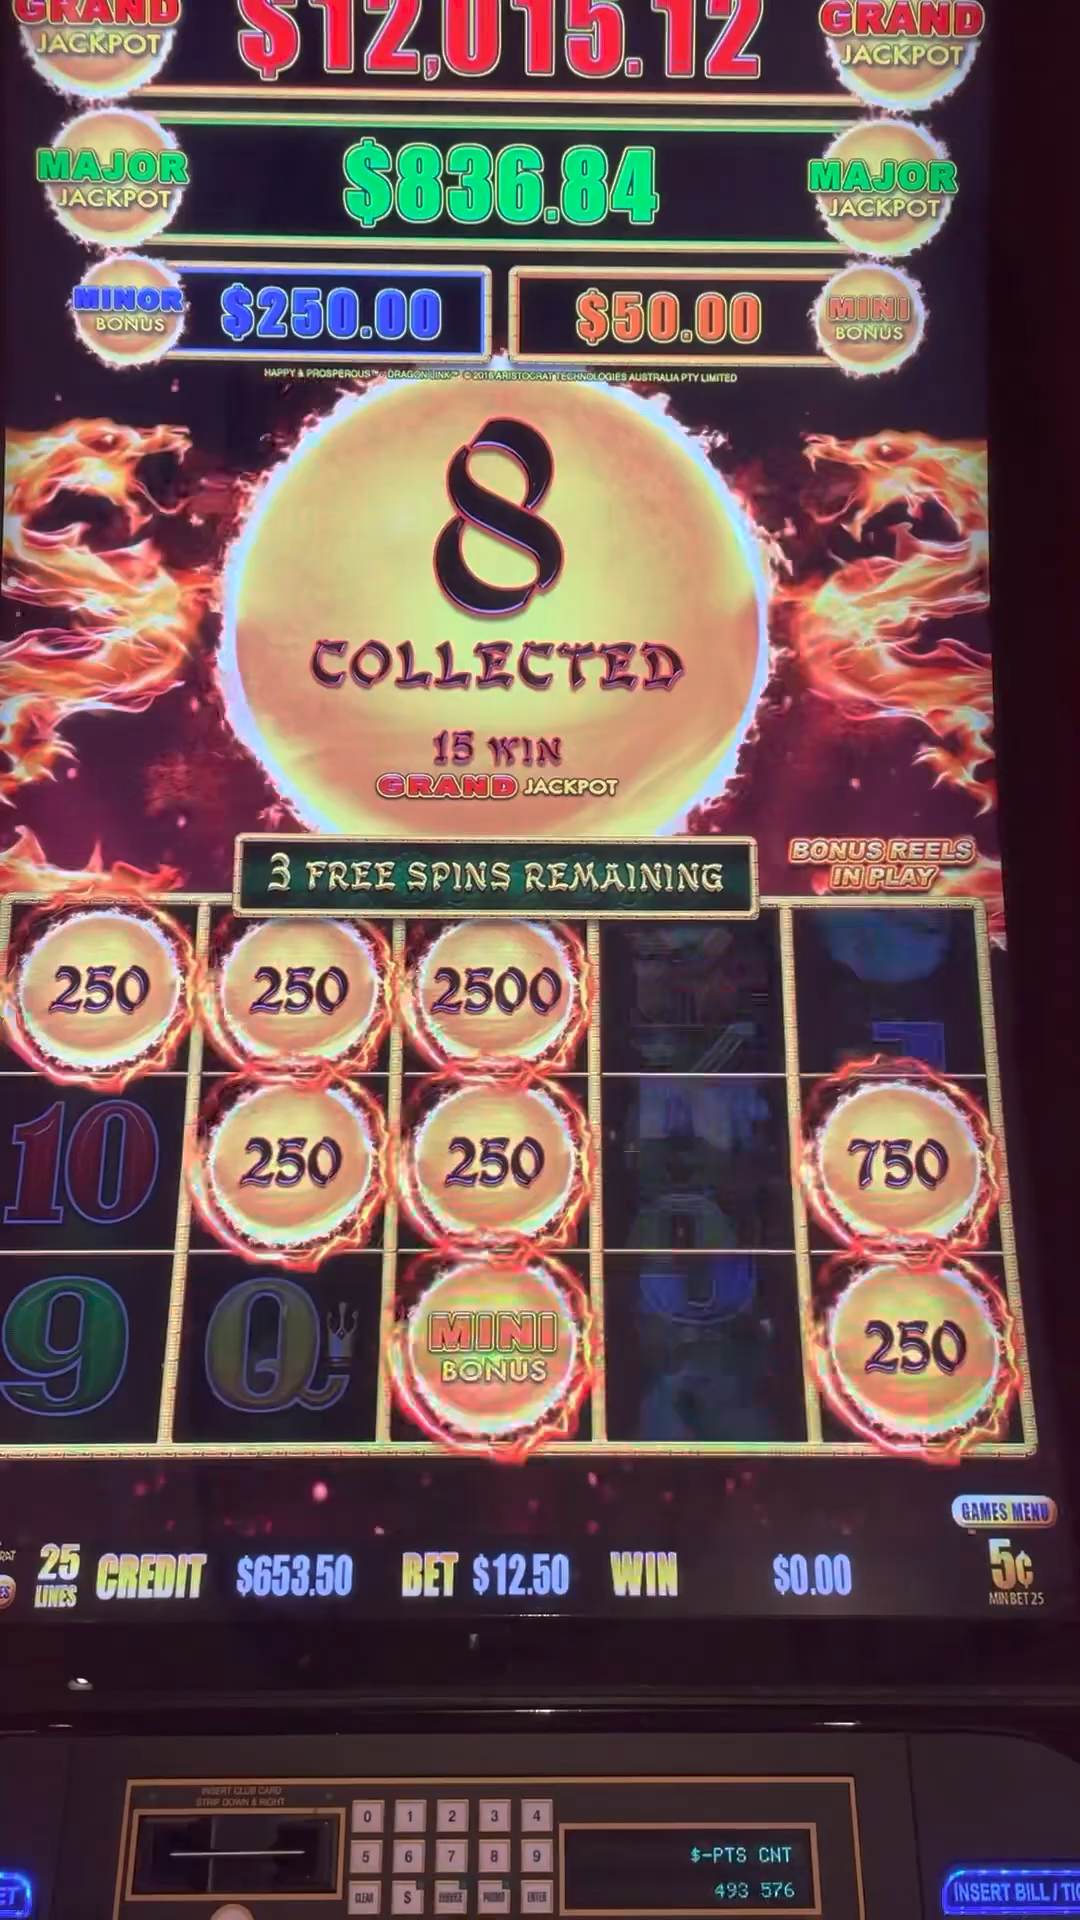 GRAND
JACKPOT
$12,015.12
GRAND
JACKPOT
MAJOR
JACKPOT
$836.84
MAJOR
JACKPOT
MINOR
BONUS
$250.00
$50.00
MINI
BONUS
HAPPY & PROSPEROUS™ / DRAGON LINK™ © 2016 ARISTOCRAT TECHNOLOGIES AUSTRALIA PTY LIMITED
8
COLLECTED
15 WIN
GRAND JACKPOT
3 FREE SPINS REMAINING
BONUS REELS
IN PLAY
250 250 2500
10 250 250 750
9 Q MINI
BONUS
250
GAMES MENU
25
LINES
CREDIT $653.50 BET $12.50 WIN $0.00
5¢
MIN BET 25
INSERT CLUB CARD
STRIP DOWN & RIGHT
0 1 2 3 4
5 6 7 8 9
CLEAR S SERVICE PROMO ENTER
$-PTS CNT
493 576
INSERT BILL / TI